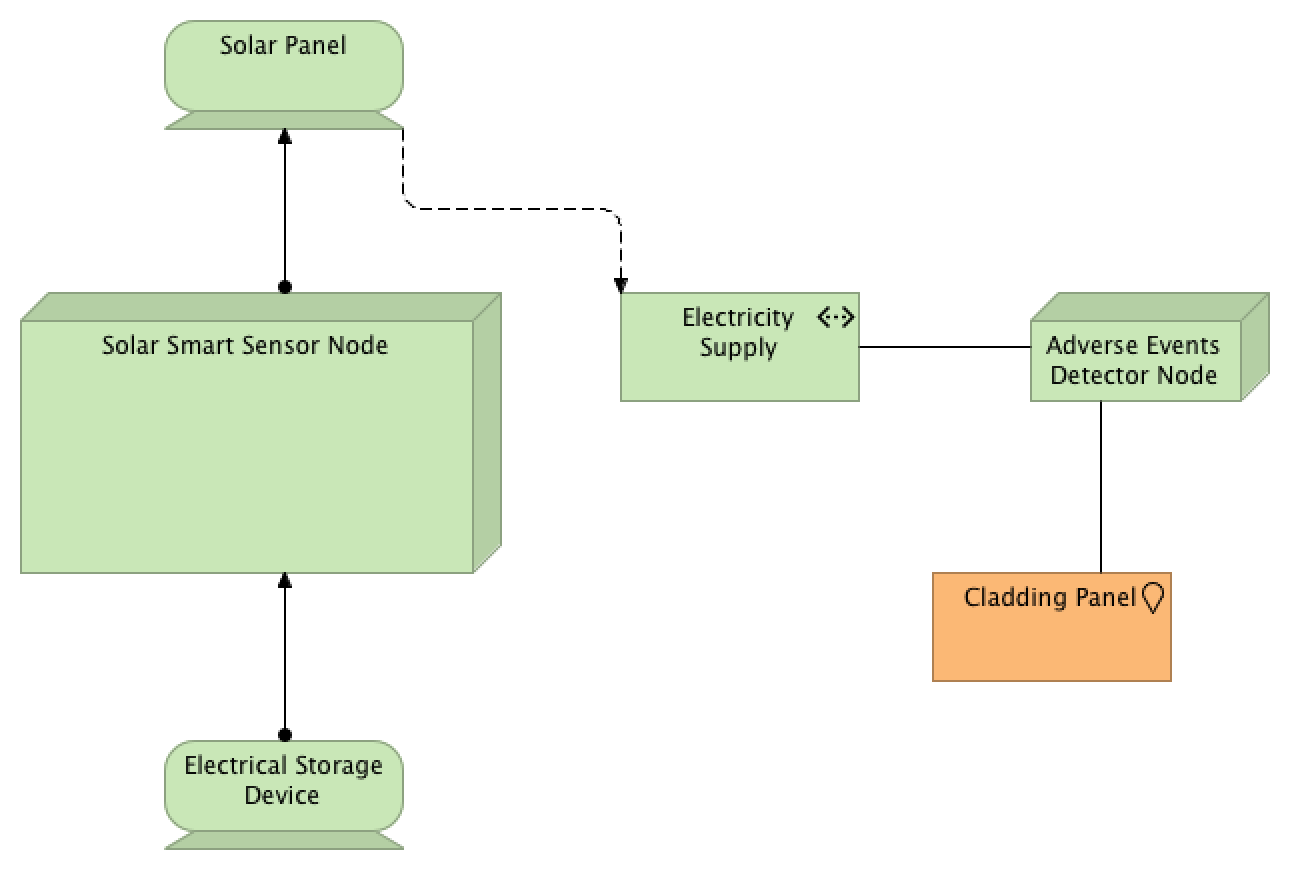 Solar Panel
Solar Smart Sensor Node
Electricity
Supply
Adverse Events
Detector Node
Cladding Panel
Electrical Storage
Device